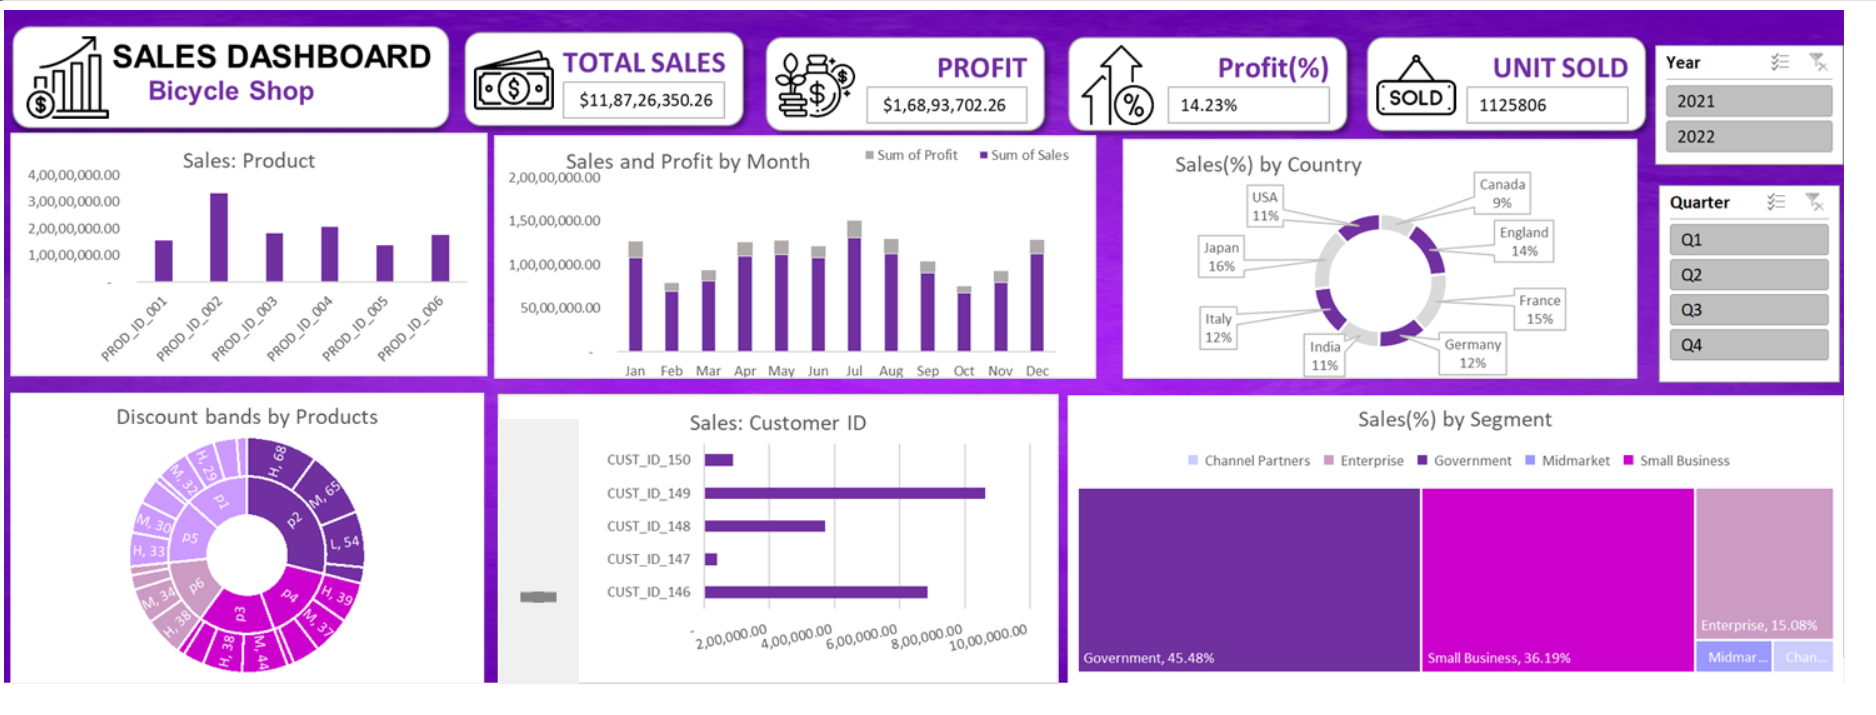 SALES DASHBOARD
Bicycle Shop
TOTAL SALES
$11,87,26,350.26
PROFIT
$1,68,93,702.26
Profit(%)
14.23%
UNIT SOLD
SOLD
1125806
Year
2021
2022
Quarter
Q1
Q2
Q3
Q4
Sales: Product
4,00,00,000.00
3,00,00,000.00
2,00,00,000.00
1,00,00,000.00
-
PROD_ID_001
PROD_ID_002
PROD_ID_003
PROD_ID_004
PROD_ID_005
PROD_ID_006
Sales and Profit by Month
Sum of Profit
Sum of Sales
2,00,00,000.00
1,50,00,000.00
1,00,00,000.00
50,00,000.00
-
Jan Feb Mar Apr May Jun Jul Aug Sep Oct Nov Dec
Sales(%) by Country
Canada
9%
England
14%
France
15%
Germany
12%
India
11%
Italy
12%
Japan
16%
USA
11%
Discount bands by Products
p2
H, 68
M, 65
L, 54
p4
H, 39
M, 37
p3
M, 44
H, 38
p6
H, 38
M, 34
p5
H, 33
M, 30
p1
M, 32
H, 29
Sales: Customer ID
CUST_ID_150
CUST_ID_149
CUST_ID_148
CUST_ID_147
CUST_ID_146
-
2,00,000.00
4,00,000.00
6,00,000.00
8,00,000.00
10,00,000.00
Sales(%) by Segment
Channel Partners Enterprise Government Midmarket Small Business
Government, 45.48%
Small Business, 36.19%
Enterprise, 15.08%
Midmar...
Chan...